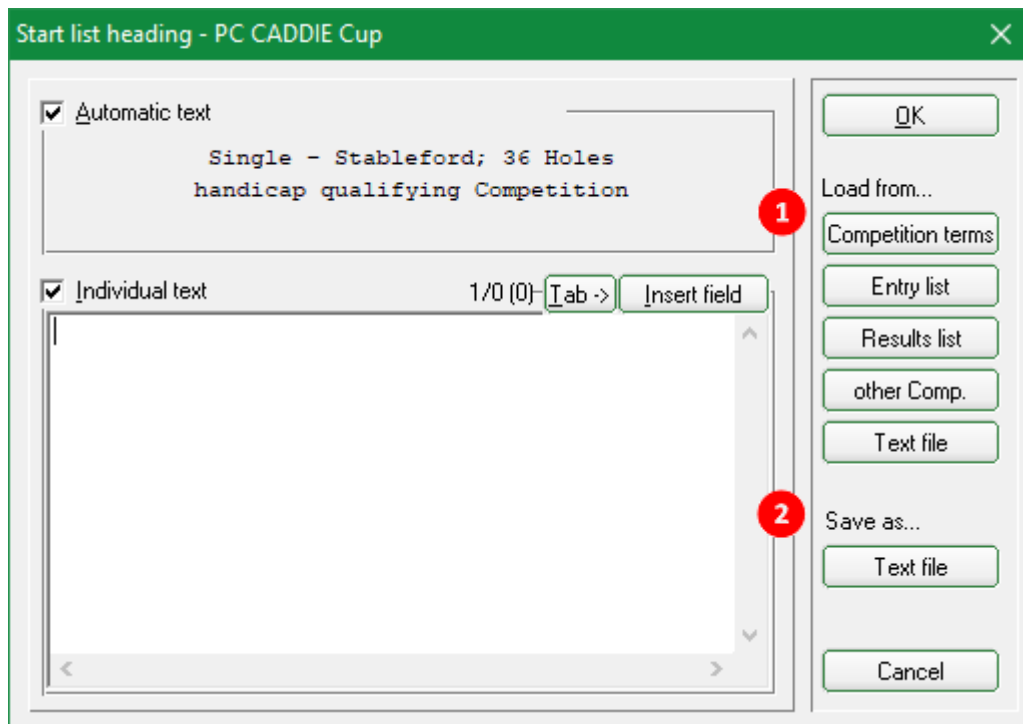 Start list heading - PC CADDIE Cup
Automatic text
Single - Stableford; 36 Holes
handicap qualifying Competition
Individual text 1/0 (0) Tab -> Insert field
OK
Load from...
1
Competition terms
Entry list
Results list
other Comp.
Text file
2
Save as...
Text file
Cancel